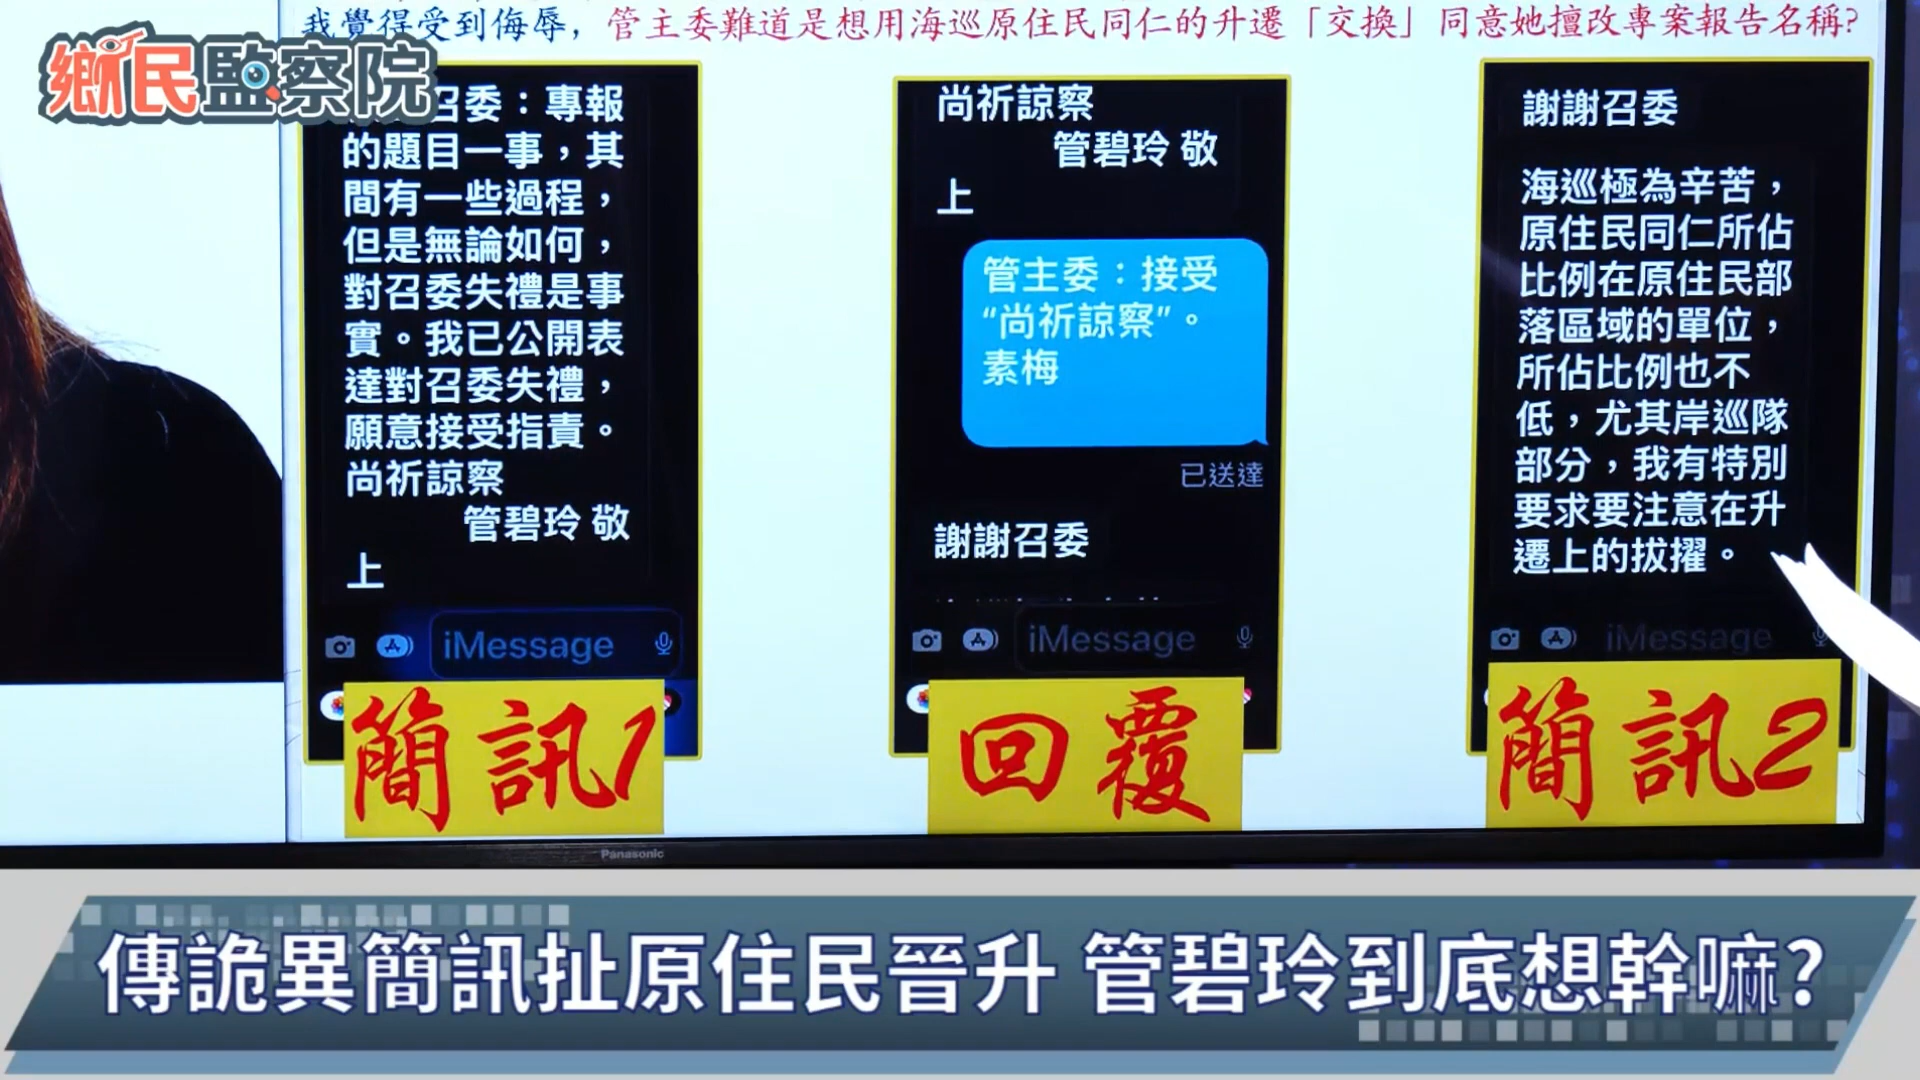 我覺得受到侮辱，管主委難道是想用海巡原住民同仁的升遷「交換」同意她擅改專案報告名稱?
鄉民監察院
召委：專報
的題目一事，其
間有一些過程，
但是無論如何，
對召委失禮是事
實。我已公開表
達對召委失禮，
願意接受指責。
尚祈諒察
管碧玲 敬
上
iMessage
簡訊1
尚祈諒察
管碧玲 敬
上
管主委：接受
“尚祈諒察”。
素梅
已送達
謝謝召委
iMessage
回覆
謝謝召委
海巡極為辛苦，
原住民同仁所佔
比例在原住民部
落區域的單位，
所佔比例也不
低，尤其岸巡隊
部分，我有特別
要求要注意在升
遷上的拔擢。
iMessage
簡訊2
Panasonic
傳詭異簡訊扯原住民晉升 管碧玲到底想幹嘛?